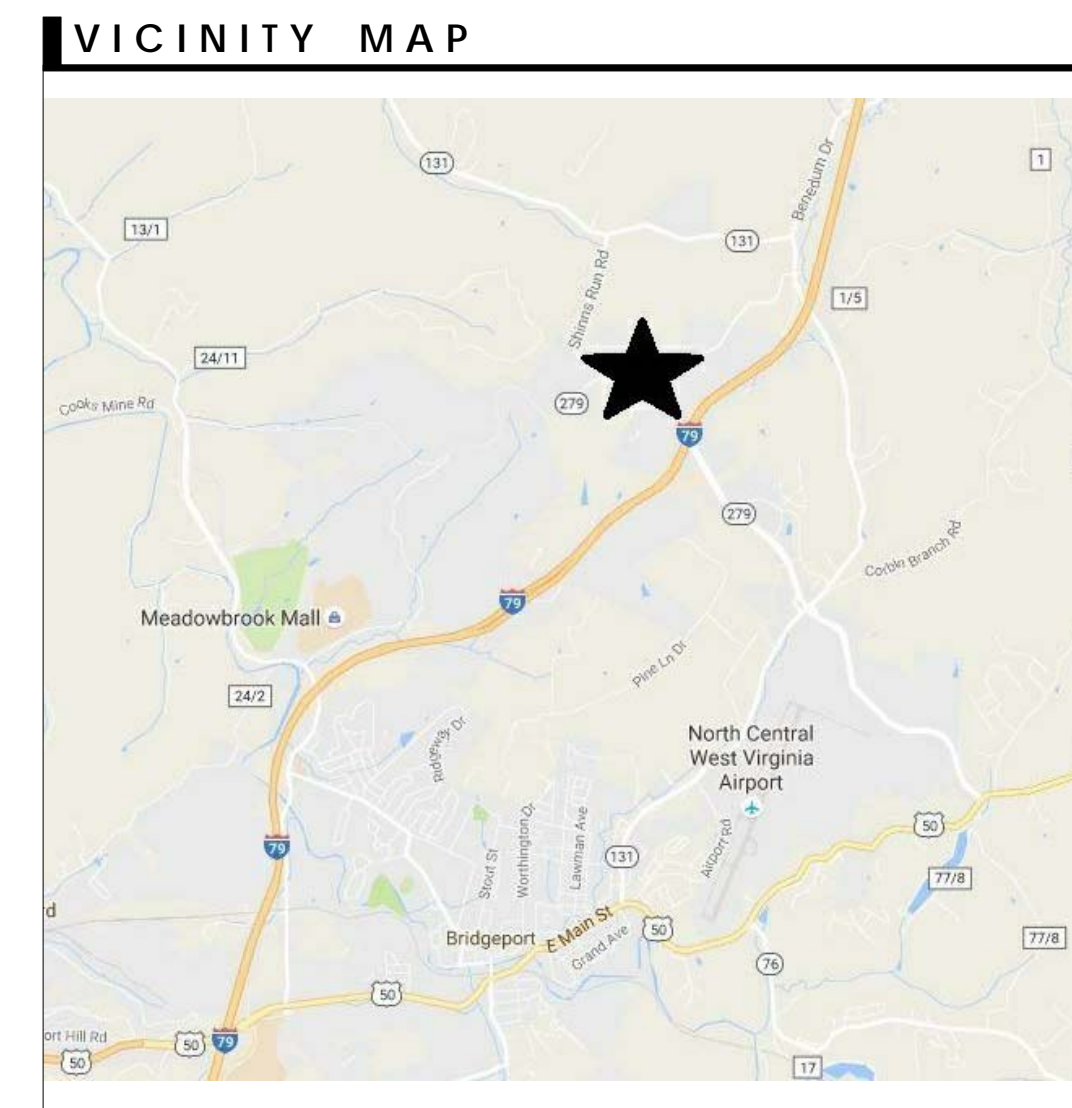 VICINITY MAP
131
1
Benedum Dr
13/1
131
Shinns Run Rd
1/5
24/11
279
Cooks Mine Rd
79
279
Corbin Branch Rd
79
Meadowbrook Mall
Pine Ln Dr
24/2
Ridgeway Dr
North Central
West Virginia
Airport
50
79
Stout St
Worthington Dr
Lawman Ave
131
Airport Rd
77/8
rd
Bridgeport
E Main St
Grand Ave
50
77/8
76
50
ort Hill Rd
50
50
79
17